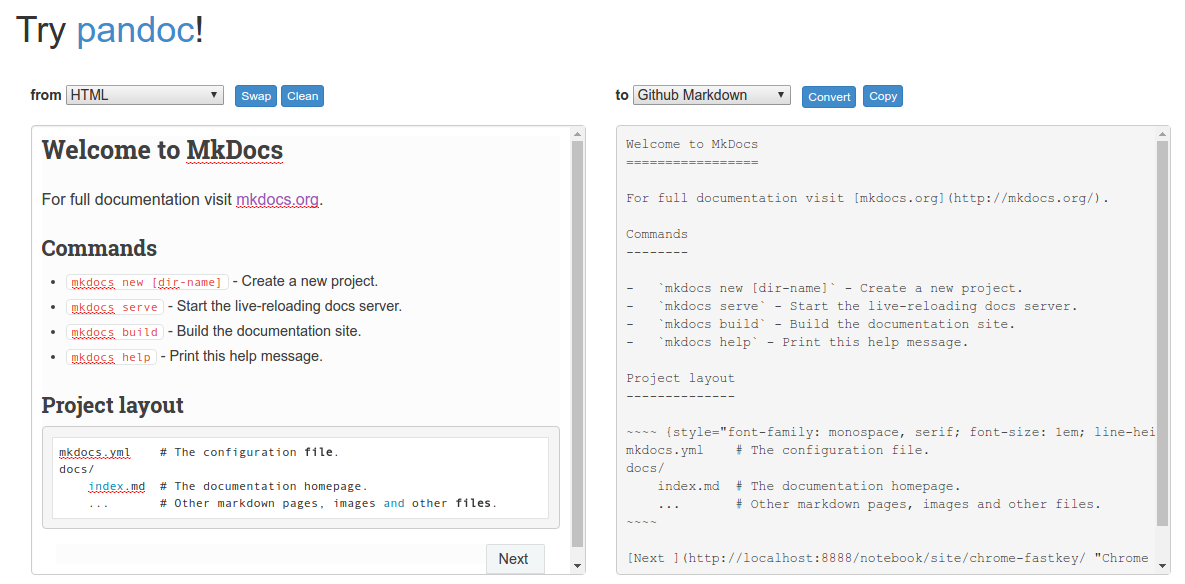 Try pandoc!
from HTML Swap Clean
to Github Markdown Convert Copy
Welcome to MkDocs
For full documentation visit mkdocs.org.
Commands
mkdocs new [dir-name] - Create a new project.
mkdocs serve - Start the live-reloading docs server.
mkdocs build - Build the documentation site.
mkdocs help - Print this help message.
Project layout
mkdocs.yml    # The configuration file.
docs/
    index.md  # The documentation homepage.
    ...       # Other markdown pages, images and other files.
Next
Welcome to MkDocs
=================
For full documentation visit [mkdocs.org](http://mkdocs.org/).
Commands
--------
-   `mkdocs new [dir-name]` - Create a new project.
-   `mkdocs serve` - Start the live-reloading docs server.
-   `mkdocs build` - Build the documentation site.
-   `mkdocs help` - Print this help message.
Project layout
--------------
~~~~ {style="font-family: monospace, serif; font-size: 1em; line-hei
mkdocs.yml    # The configuration file.
docs/
    index.md  # The documentation homepage.
    ...       # Other markdown pages, images and other files.
~~~~
[Next ](http://localhost:8888/notebook/site/chrome-fastkey/ "Chrome